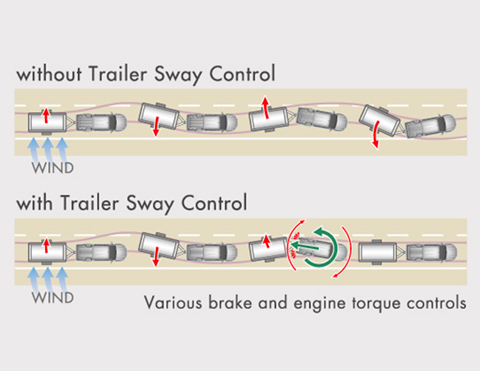 without Trailer Sway Control
WIND
with Trailer Sway Control
WIND
Various brake and engine torque controls